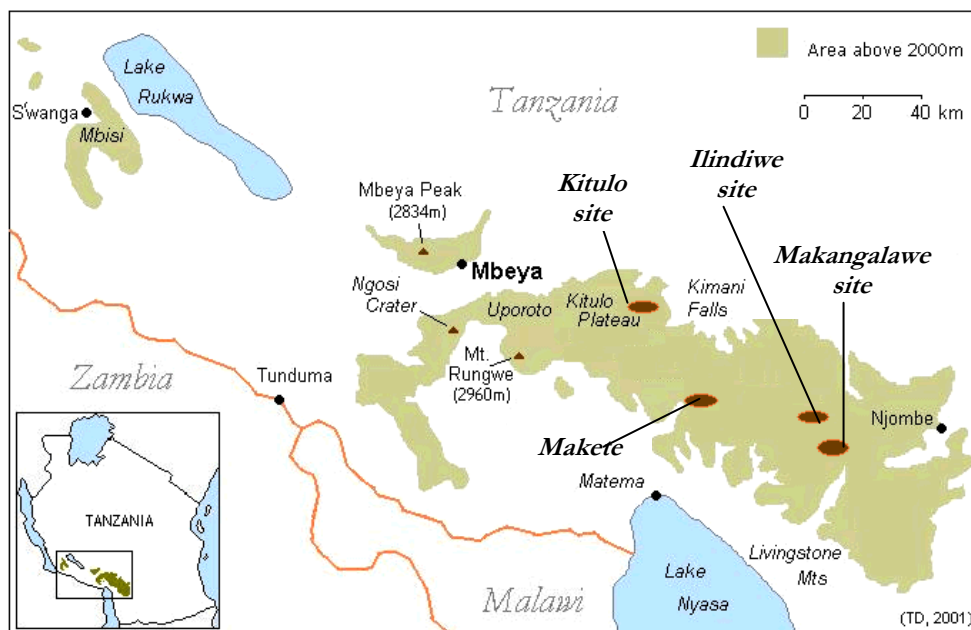 Area above 2000m
0 20 40 km
Lake
Rukwa
Tanzania
S'wanga
Mbisi
Ilindiwe
site
Kitulo
site
Mbeya Peak
(2834m)
Makangalawe
site
Mbeya
Ngosi
Crater
Uporoto
Kitulo
Plateau
Kimani
Falls
Mt.
Rungwe
(2960m)
Zambia
Tunduma
Njombe
Makete
Matema
TANZANIA
Livingstone
Mts
Lake
Nyasa
Malawi
(TD, 2001)